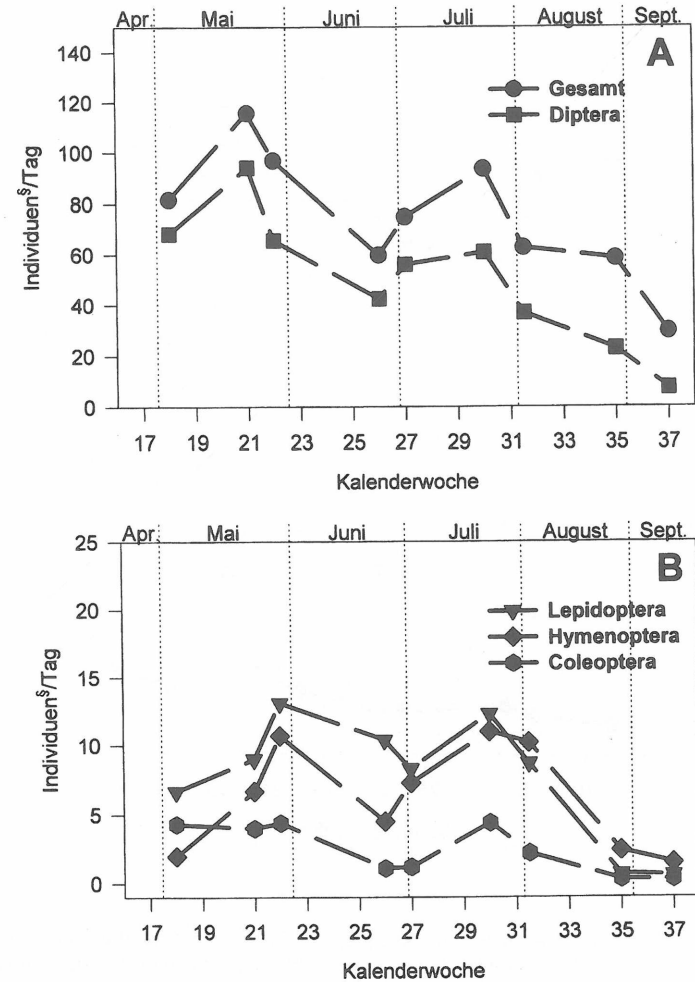 Apr. Mai Juni Juli August Sept.
140
120
100
80
60
40
20
0
A
Gesamt
Diptera
Individuen§/Tag
17 19 21 23 25 27 29 31 33 35 37
Kalenderwoche
Apr. Mai Juni Juli August Sept.
25
20
15
10
5
0
B
Lepidoptera
Hymenoptera
Coleoptera
Individuen§/Tag
17 19 21 23 25 27 29 31 33 35 37
Kalenderwoche